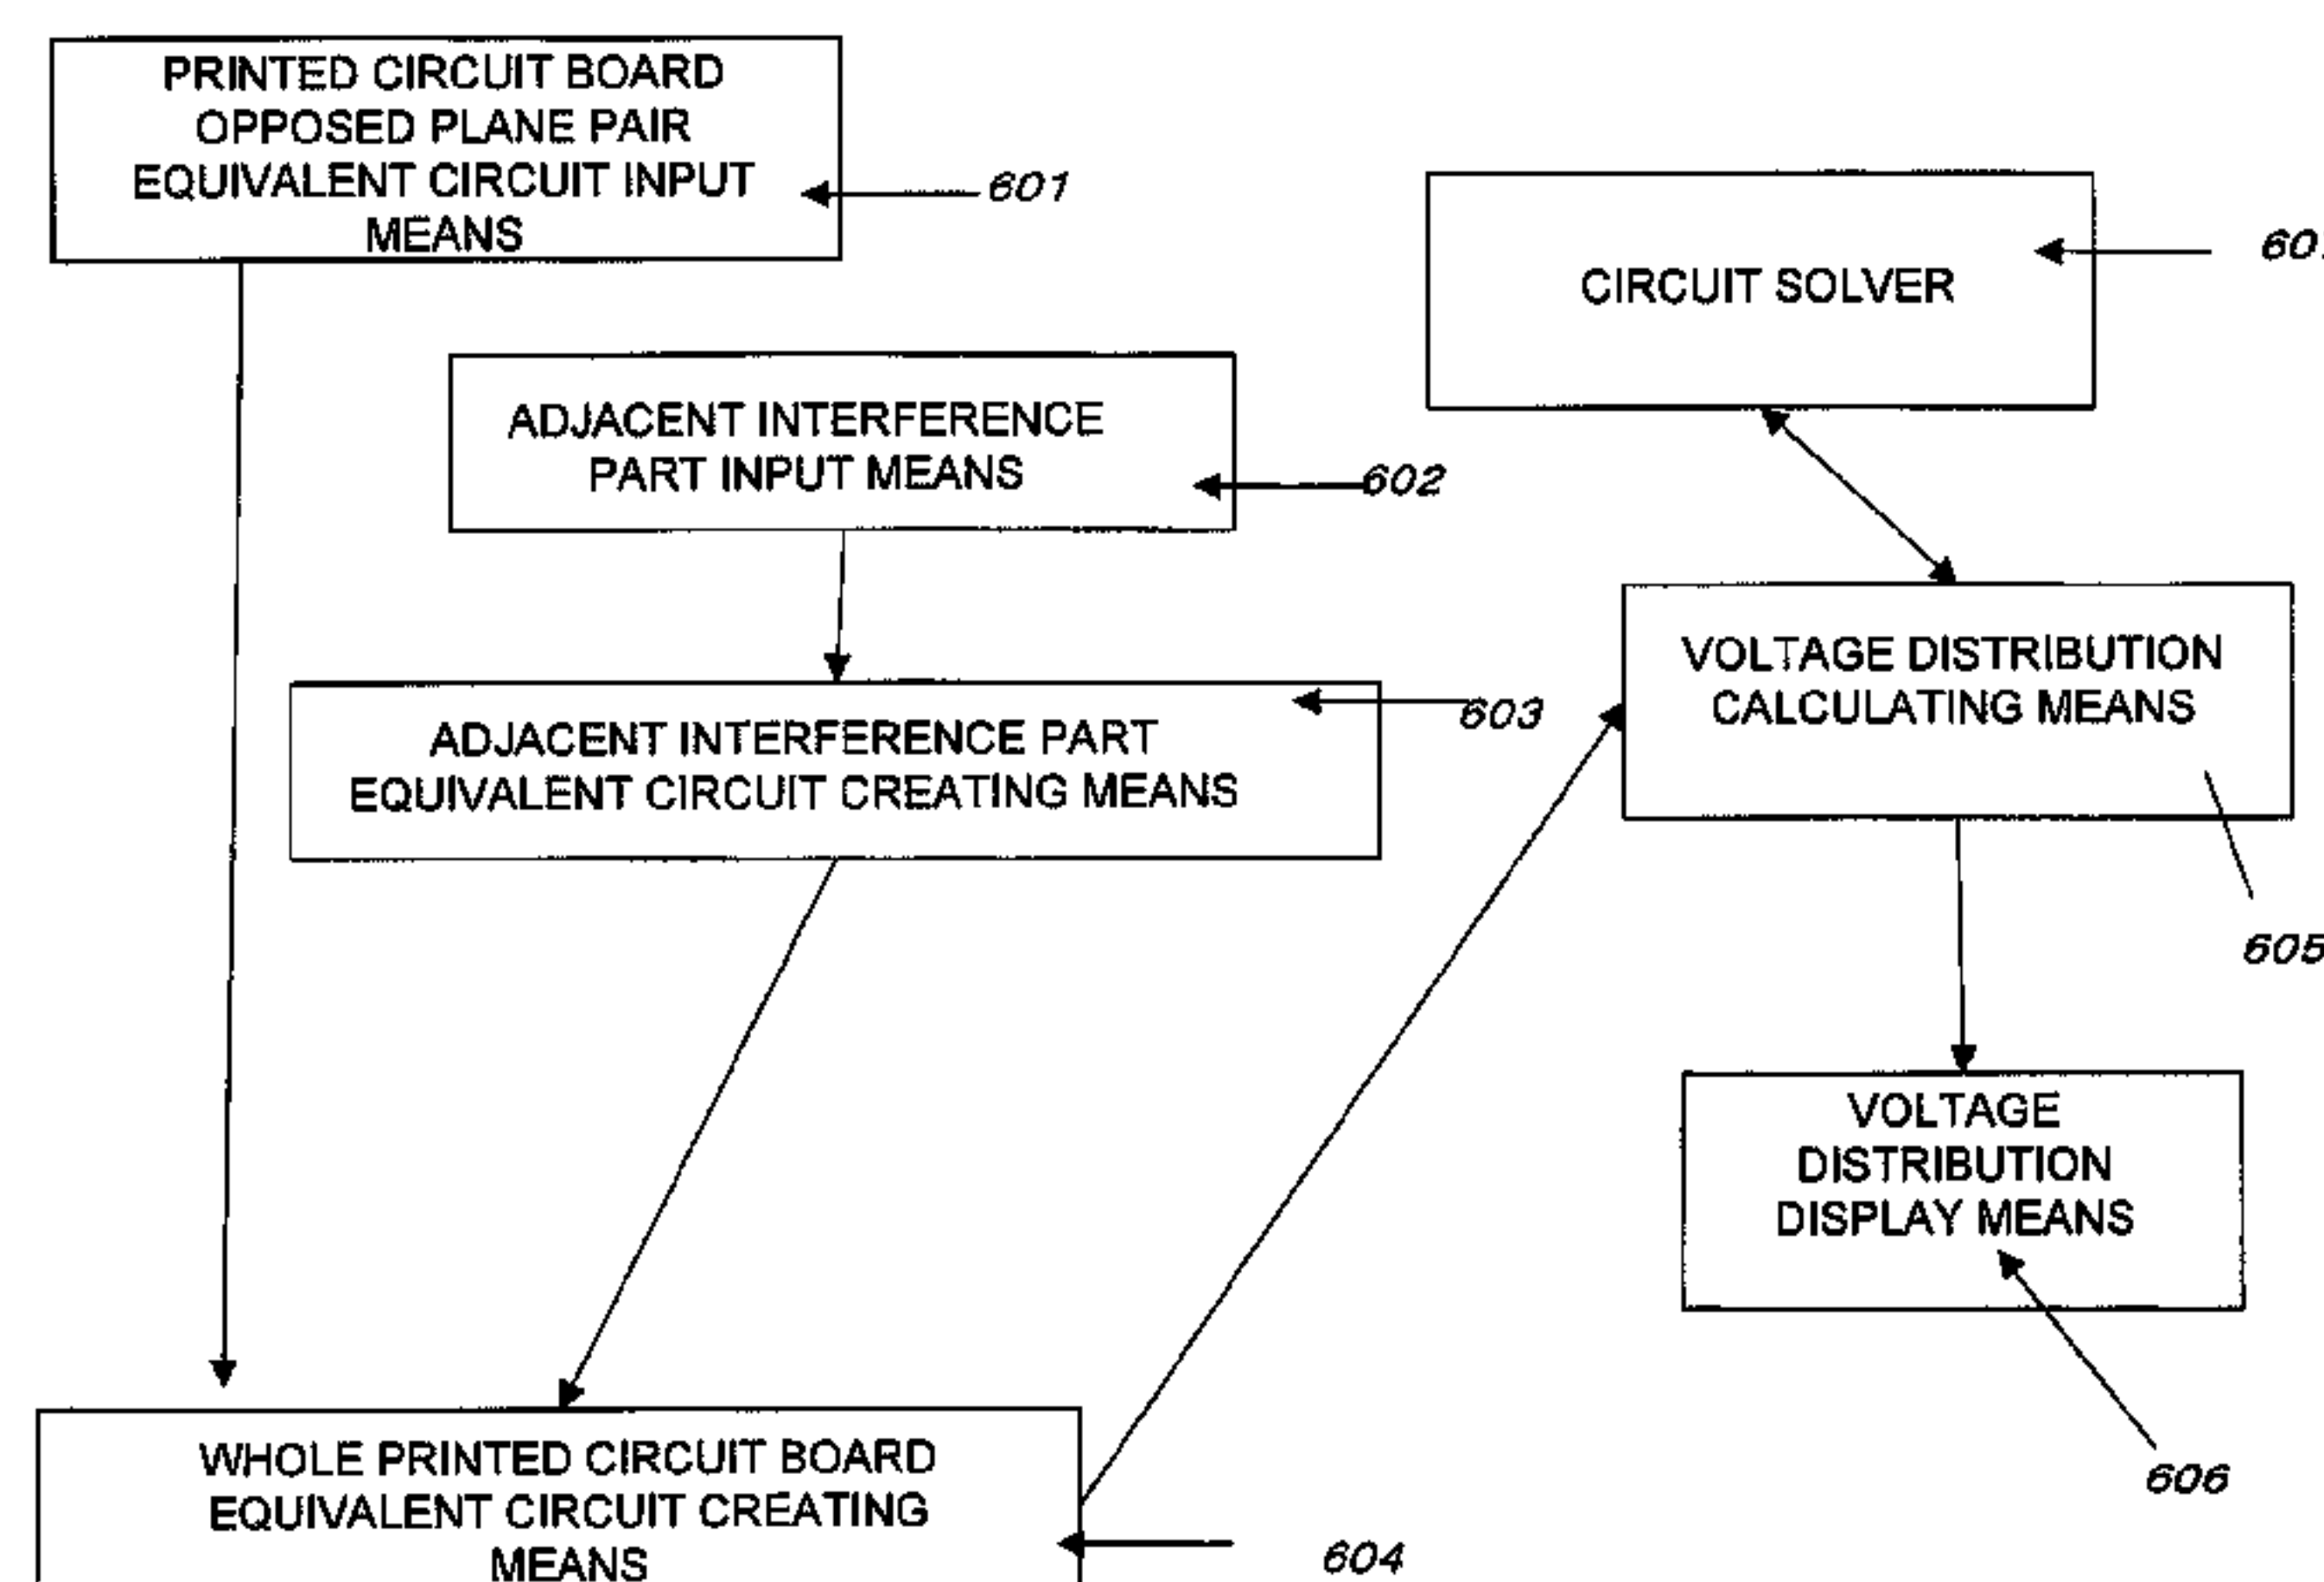 PRINTED CIRCUIT BOARD
OPPOSED PLANE PAIR
EQUIVALENT CIRCUIT INPUT
MEANS
601
CIRCUIT SOLVER
ADJACENT INTERFERENCE
PART INPUT MEANS
602
ADJACENT INTERFERENCE PART
EQUIVALENT CIRCUIT CREATING MEANS
603
VOLTAGE DISTRIBUTION
CALCULATING MEANS
605
VOLTAGE
DISTRIBUTION
DISPLAY MEANS
606
WHOLE PRINTED CIRCUIT BOARD
EQUIVALENT CIRCUIT CREATING
MEANS
604